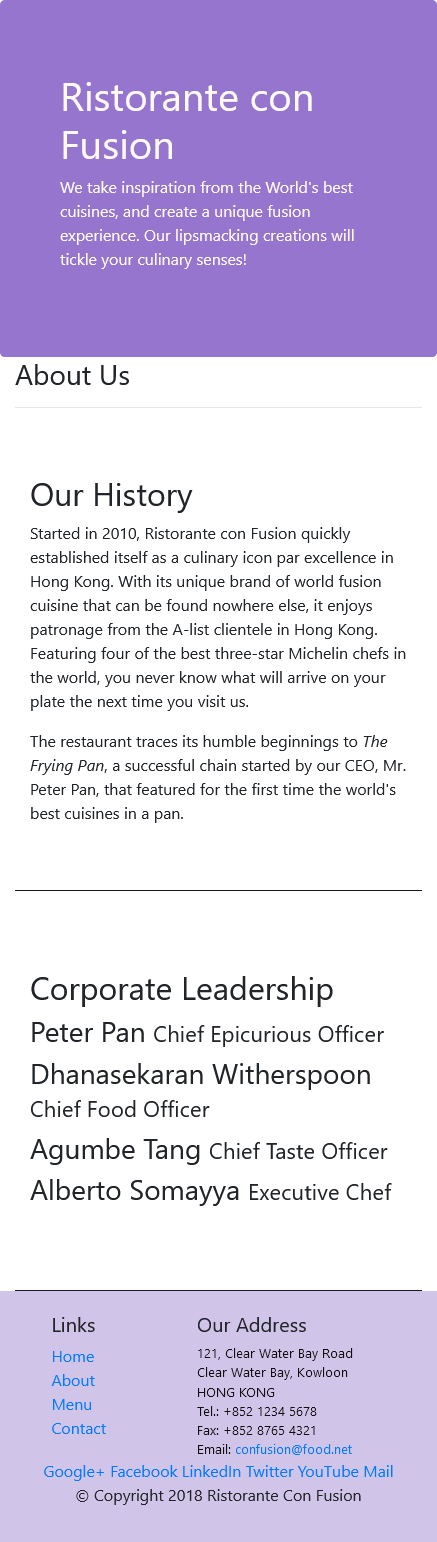 Ristorante con
Fusion
We take inspiration from the World's best
cuisines, and create a unique fusion
experience. Our lipsmacking creations will
tickle your culinary senses!
About Us
Our History
Started in 2010, Ristorante con Fusion quickly
established itself as a culinary icon par excellence in
Hong Kong. With its unique brand of world fusion
cuisine that can be found nowhere else, it enjoys
patronage from the A-list clientele in Hong Kong.
Featuring four of the best three-star Michelin chefs in
the world, you never know what will arrive on your
plate the next time you visit us.
The restaurant traces its humble beginnings to The
Frying Pan, a successful chain started by our CEO, Mr.
Peter Pan, that featured for the first time the world's
best cuisines in a pan.
Corporate Leadership
Peter Pan Chief Epicurious Officer
Dhanasekaran Witherspoon
Chief Food Officer
Agumbe Tang Chief Taste Officer
Alberto Somayya Executive Chef
Links
Home
About
Menu
Contact
Our Address
121, Clear Water Bay Road
Clear Water Bay, Kowloon
HONG KONG
Tel.: +852 1234 5678
Fax: +852 8765 4321
Email: confusion@food.net
Google+ Facebook LinkedIn Twitter YouTube Mail
© Copyright 2018 Ristorante Con Fusion